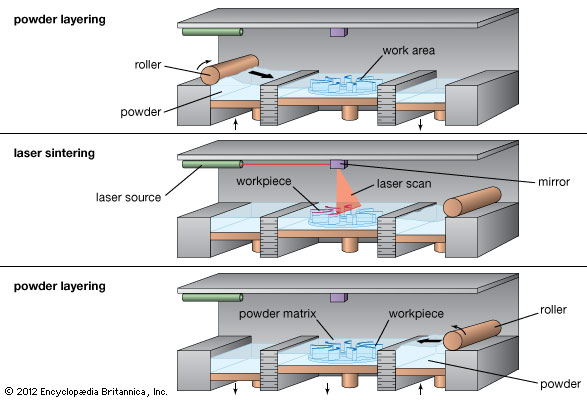 powder layering
roller
work area
powder
laser sintering
laser source
workpiece
laser scan
mirror
powder layering
powder matrix
workpiece
roller
powder
© 2012 Encyclopædia Britannica, Inc.